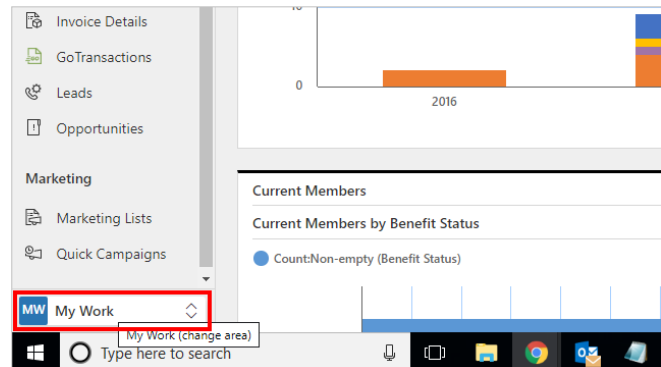 Invoice Details
GoTransactions
Leads
Opportunities
Marketing
Marketing Lists
Quick Campaigns
MW My Work
My Work (change area)
Type here to search
0
2016
Current Members
Current Members by Benefit Status
Count:Non-empty (Benefit Status)